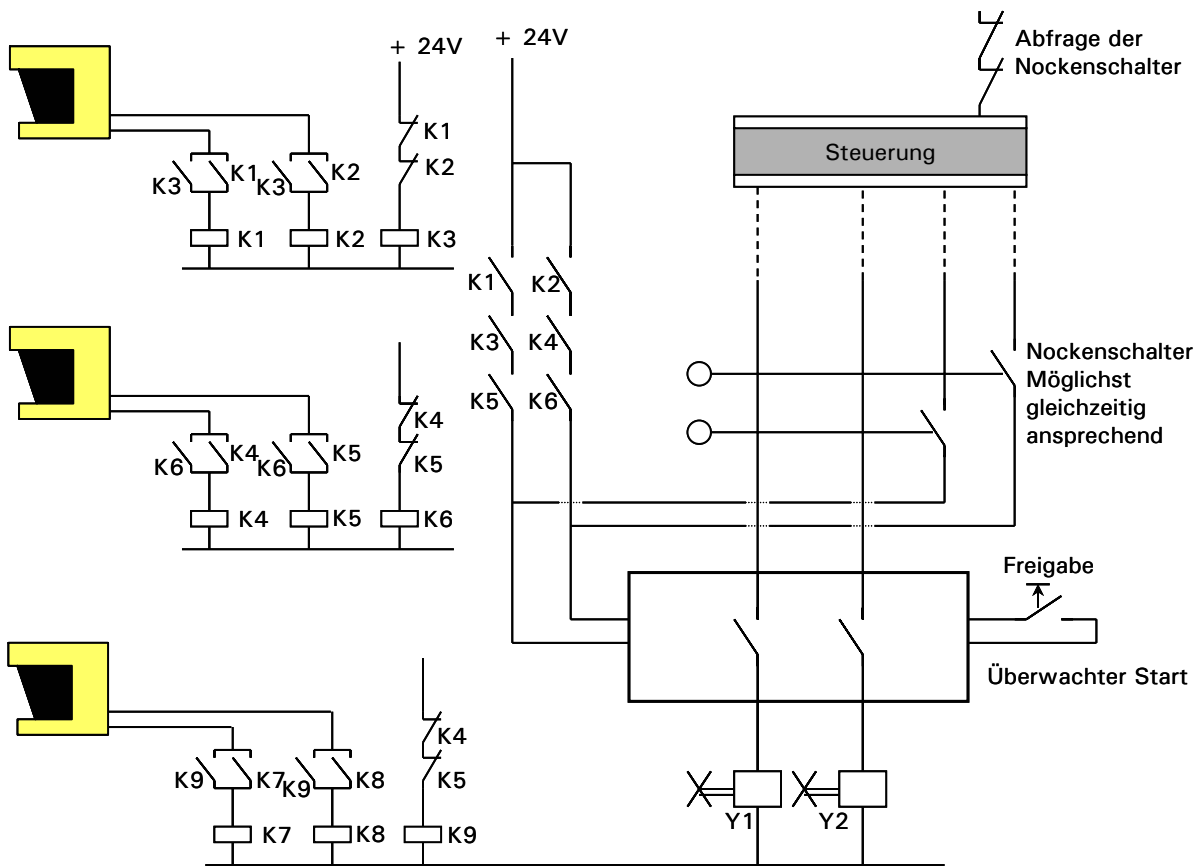 + 24V
+ 24V
Abfrage der
Nockenschalter
Steuerung
K1
K2
K3
K1
K3
K2
K1
K2
K3
K1
K2
K3
K4
K5
K6
Nockenschalter
Möglichst
gleichzeitig
ansprechend
K4
K5
K6
K4
K6
K5
K4
K5
K6
Freigabe
Überwachter Start
K4
K5
K9
K7
K9
K8
K7
K8
K9
Y1
Y2